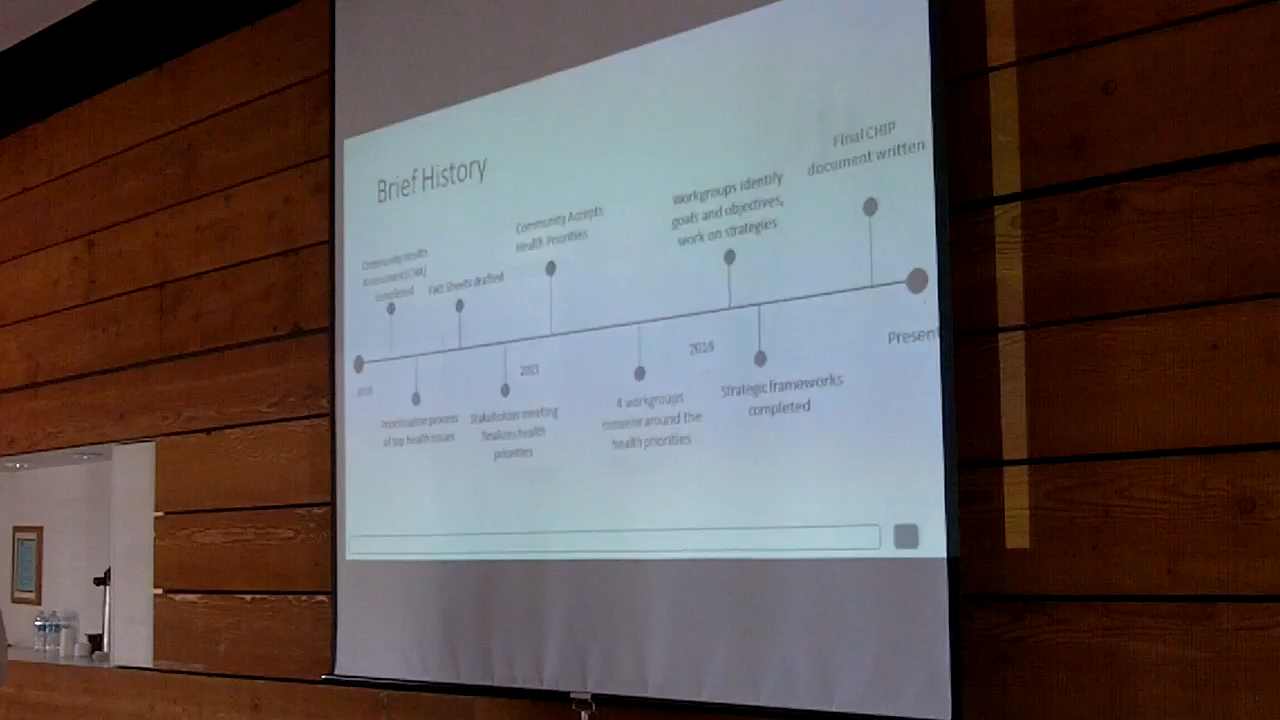 Brief History
Community Health
Assessment (CHA)
completed
Fact Sheets drafted
Community Accepts
Health Priorities
Workgroups identify
goals and objectives,
work on strategies
Final CHIP
document written
Prioritization process
of top health issues
Stakeholder meeting
finalizes health
priorities
4 workgroups
convene around the
health priorities
2016
Strategic frameworks
completed
Present